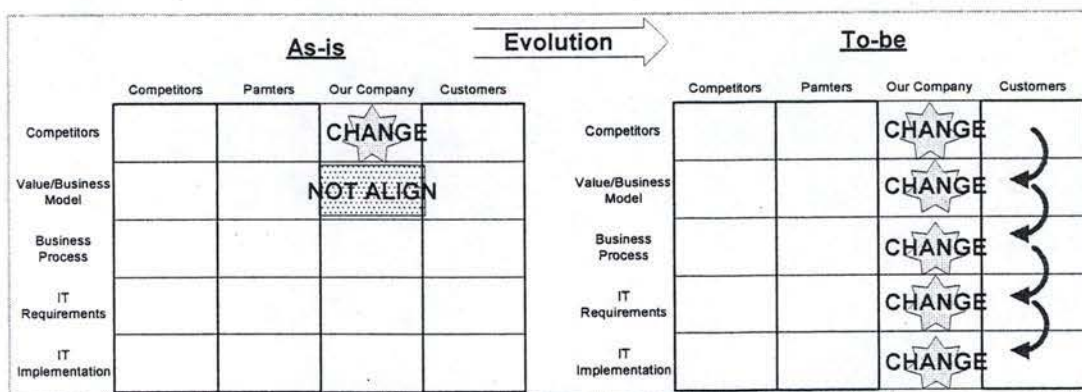 As-is
Evolution
To-be
Competitors Pamters Our Company Customers
Competitors
CHANGE
Value/Business
Model
NOT ALIGN
Business
Process
IT
Requirements
IT
Implementation
Competitors Pamters Our Company Customers
Competitors
CHANGE
Value/Business
Model
CHANGE
Business
Process
CHANGE
IT
Requirements
CHANGE
IT
Implementation
CHANGE